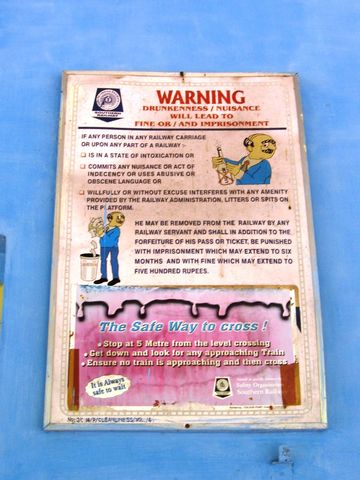 WARNING
DRUNKENNESS / NUISANCE
WILL LEAD TO
FINE OR / AND IMPRISONMENT
IF ANY PERSON IN ANY RAILWAY CARRIAGE
OR UPON ANY PART OF A RAILWAY :-
IS IN A STATE OF INTOXICATION OR
COMMITS ANY NUISANCE OR ACT OF
INDECENCY OR USES ABUSIVE OR
OBSCENE LANGUAGE OR
WILLFULLY OR WITHOUT EXCUSE INTERFERES WITH ANY AMENITY
PROVIDED BY THE RAILWAY ADMINISTRATION, LITTERS OR SPITS ON
THE PLATFORM.
HE MAY BE REMOVED FROM THE RAILWAY BY ANY
RAILWAY SERVANT AND SHALL IN ADDITION TO THE
FORFEITURE OF HIS PASS OR TICKET, BE PUNISHED
WITH IMPRISONMENT WHICH MAY EXTEND TO SIX
MONTHS AND WITH FINE WHICH MAY EXTEND TO
FIVE HUNDRED RUPEES.
The Safe Way to cross !
Stop at 5 Metre from the level crossing
Get down and look for any approaching Train
Ensure no train is approaching and then cross
It is Always
safe to wait
Safety Organisation
Southern Railway